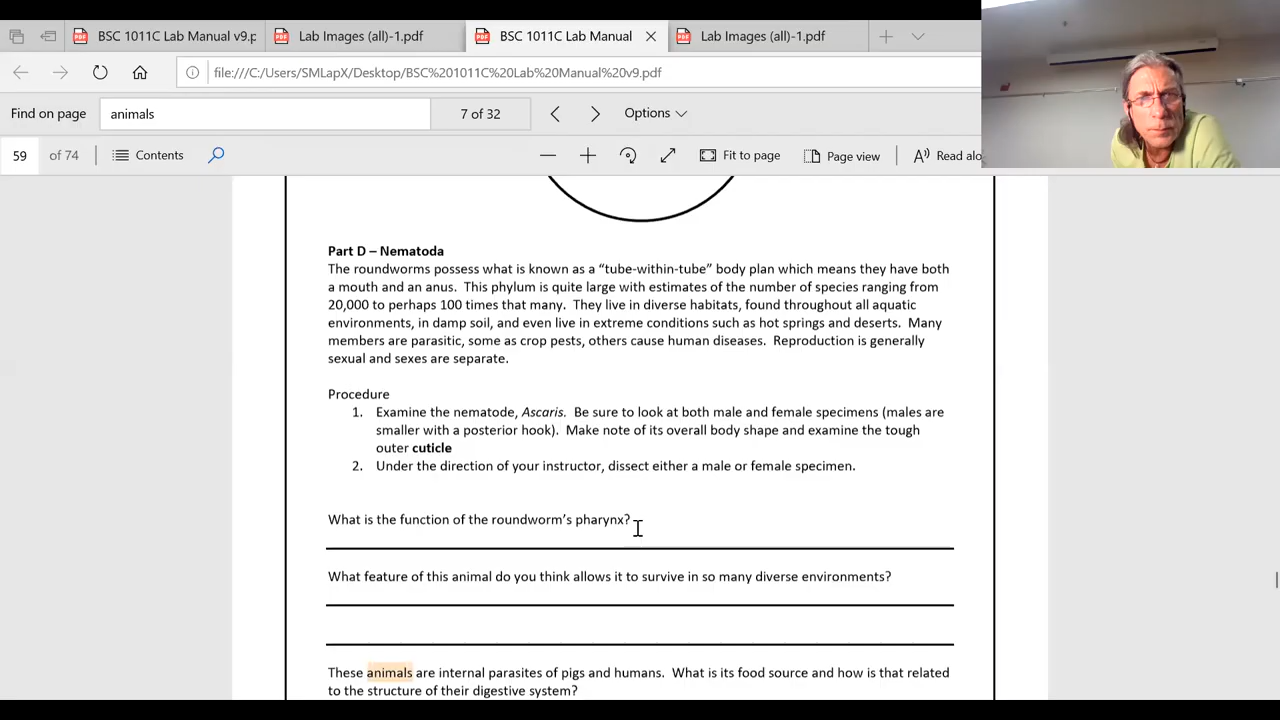 BSC 1011C Lab Manual v9.p
Lab Images (all)-1.pdf
BSC 1011C Lab Manual
Lab Images (all)-1.pdf
file:///C:/Users/SMLapX/Desktop/BSC%201011C%20Lab%20Manual%20v9.pdf
Find on page
animals
7 of 32
Options
59 of 74
Contents
Fit to page
Page view
Read alo
Part D – Nematoda
The roundworms possess what is known as a “tube-within-tube” body plan which means they have both
a mouth and an anus. This phylum is quite large with estimates of the number of species ranging from
20,000 to perhaps 100 times that many. They live in diverse habitats, found throughout all aquatic
environments, in damp soil, and even live in extreme conditions such as hot springs and deserts. Many
members are parasitic, some as crop pests, others cause human diseases. Reproduction is generally
sexual and sexes are separate.
Procedure
1. Examine the nematode, Ascaris. Be sure to look at both male and female specimens (males are
smaller with a posterior hook). Make note of its overall body shape and examine the tough
outer cuticle
2. Under the direction of your instructor, dissect either a male or female specimen.
What is the function of the roundworm’s pharynx?
What feature of this animal do you think allows it to survive in so many diverse environments?
These animals are internal parasites of pigs and humans. What is its food source and how is that related
to the structure of their digestive system?